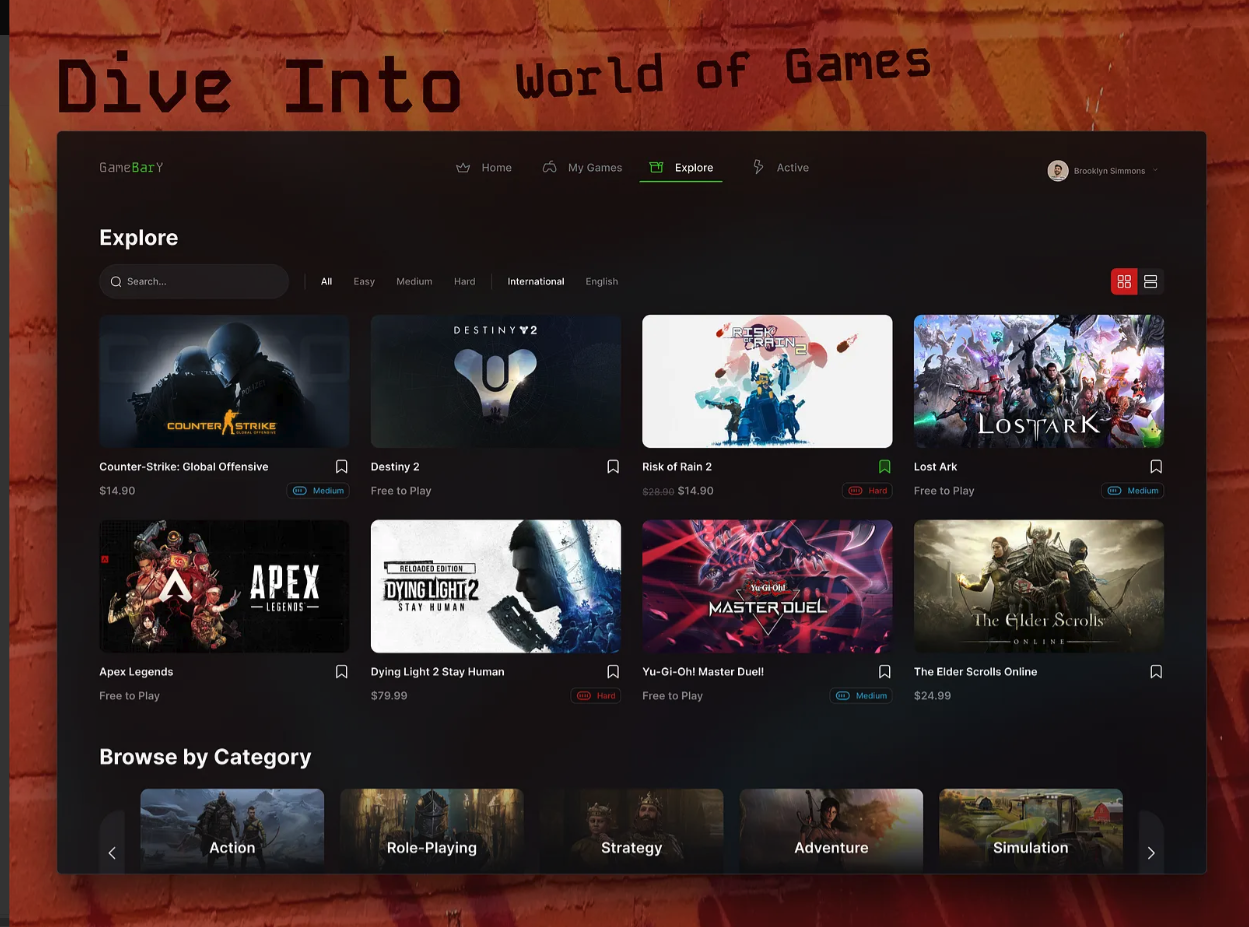 Dive Into World of Games
GameBarY
Home
My Games
Explore
Active
Brooklyn Simmons
Explore
Search...
All
Easy
Medium
Hard
International
English
COUNTER STRIKE
GLOBAL OFFENSIVE
DESTINY 2
RISK OF RAIN 2
LOST ARK
Counter-Strike: Global Offensive
$14.90
Medium
Destiny 2
Free to Play
Risk of Rain 2
$28.90 $14.90
Hard
Lost Ark
Free to Play
Medium
APEX
LEGENDS
RELOADED EDITION
DYING LIGHT 2
STAY HUMAN
Yu-Gi-Oh!
MASTER DUEL
The Elder Scrolls
ONLINE
Apex Legends
Free to Play
Dying Light 2 Stay Human
$79.99
Hard
Yu-Gi-Oh! Master Duel!
Free to Play
Medium
The Elder Scrolls Online
$24.99
Browse by Category
Action
Role-Playing
Strategy
Adventure
Simulation